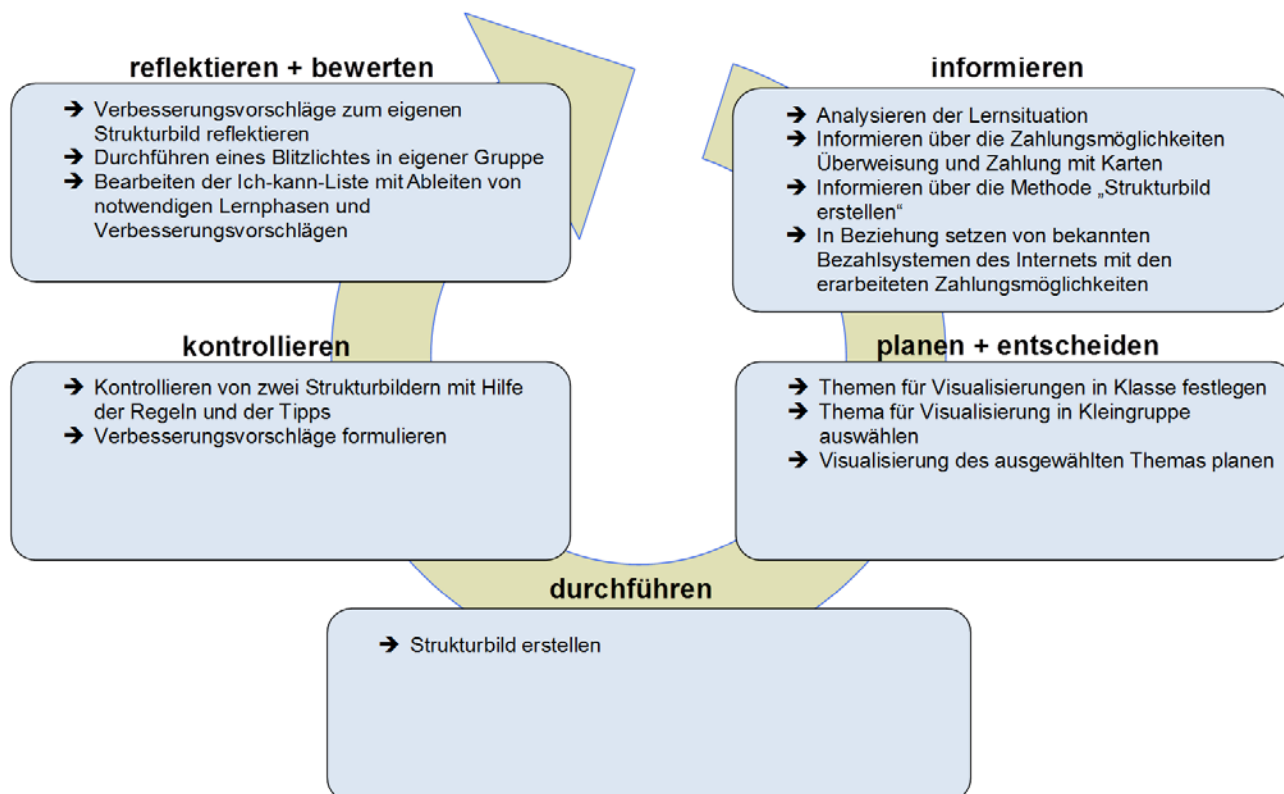 reflektieren + bewerten
➔ Verbesserungsvorschläge zum eigenen
Strukturbild reflektieren
➔ Durchführen eines Blitzlichtes in eigener Gruppe
➔ Bearbeiten der Ich-kann-Liste mit Ableiten von
notwendigen Lernphasen und
Verbesserungsvorschlägen
informieren
➔ Analysieren der Lernsituation
➔ Informieren über die Zahlungsmöglichkeiten
Überweisung und Zahlung mit Karten
➔ Informieren über die Methode „Strukturbild
erstellen“
➔ In Beziehung setzen von bekannten
Bezahlsystemen des Internets mit den
erarbeiteten Zahlungsmöglichkeiten
kontrollieren
➔ Kontrollieren von zwei Strukturbildern mit Hilfe
der Regeln und der Tipps
➔ Verbesserungsvorschläge formulieren
planen + entscheiden
➔ Themen für Visualisierungen in Klasse festlegen
➔ Thema für Visualisierung in Kleingruppe
auswählen
➔ Visualisierung des ausgewählten Themas planen
durchführen
➔ Strukturbild erstellen